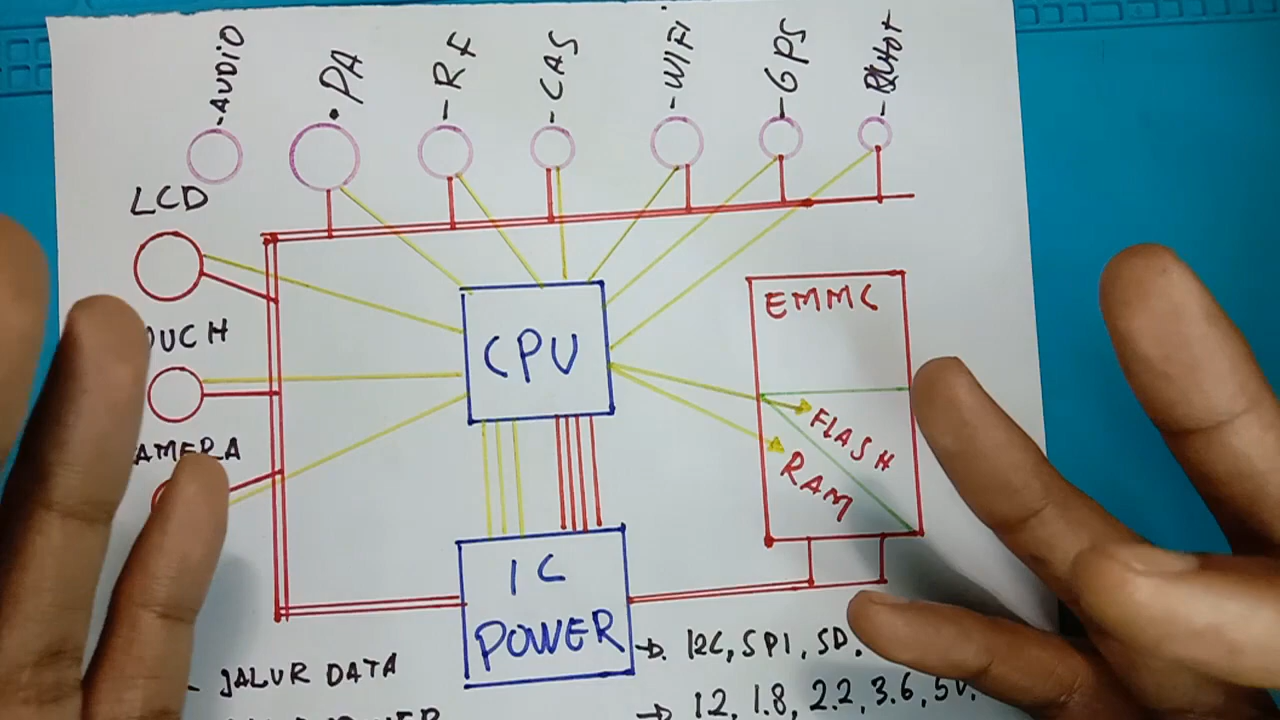 - AUDIO
• PA
- RF
- CAS
- WIFI
- GPS
LCD
OUCH
AMERA
CPU
EMMC
FLASH
RAM
IC
POWER
- JALUR DATA
→ I2C, SPI, SD.
→ 1.2, 1.8, 2.2, 3.6, 5V.